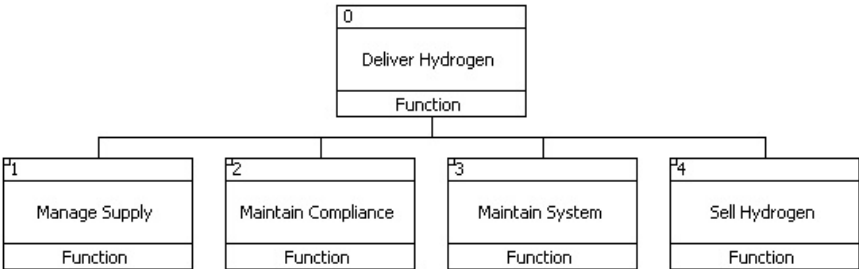 0
Deliver Hydrogen
Function
1
Manage Supply
Function
2
Maintain Compliance
Function
3
Maintain System
Function
4
Sell Hydrogen
Function